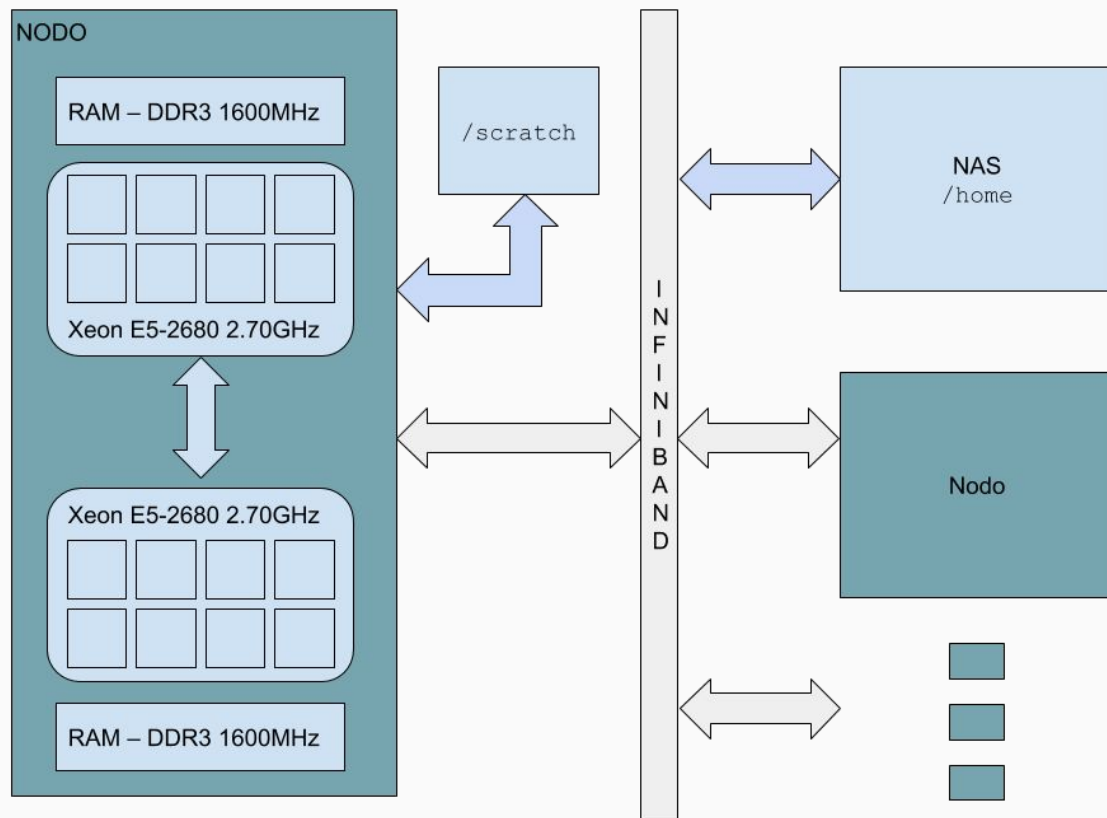 NODO
RAM – DDR3 1600MHz
Xeon E5-2680 2.70GHz
Xeon E5-2680 2.70GHz
RAM – DDR3 1600MHz
/scratch
INFINIBAND
NAS
/home
Nodo